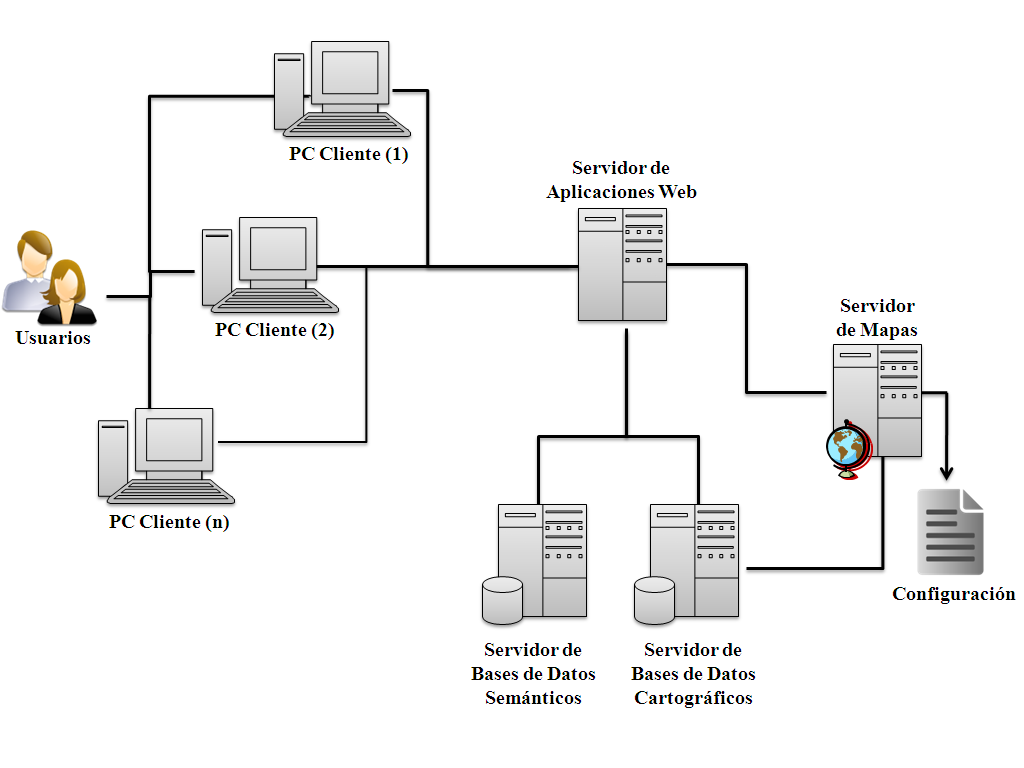 PC Cliente (1)
Servidor de
Aplicaciones Web
Usuarios
PC Cliente (2)
Servidor
de Mapas
PC Cliente (n)
Configuración
Servidor de
Bases de Datos
Semánticos
Servidor de
Bases de Datos
Cartográficos